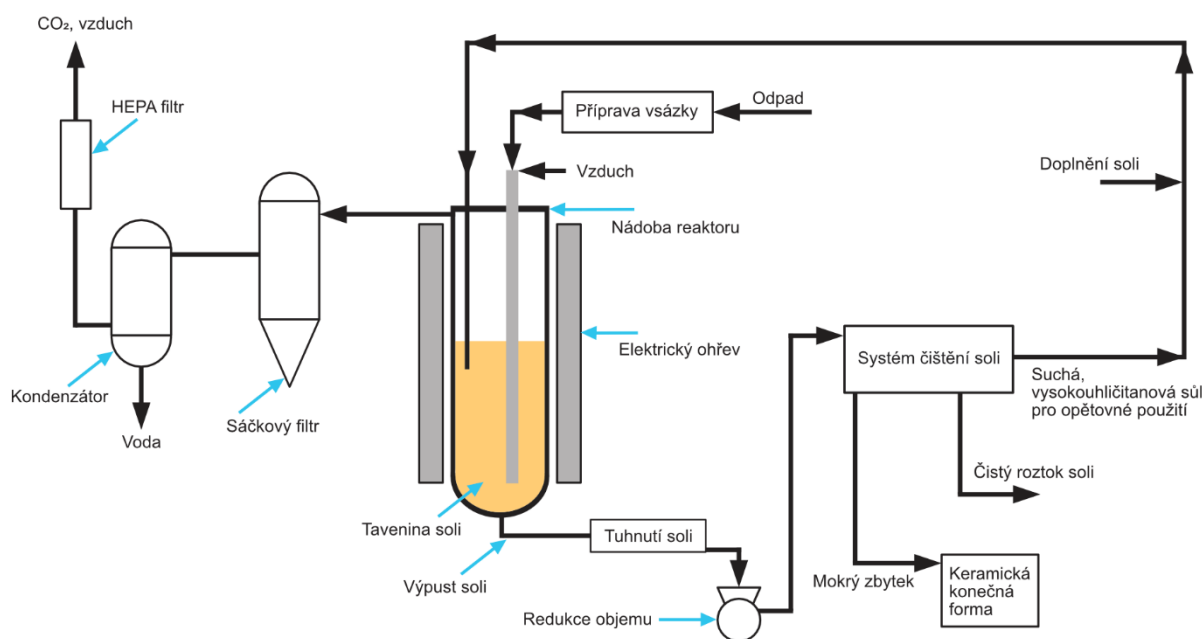 CO₂, vzduch
HEPA filtr
Příprava vsázky
Odpad
Vzduch
Doplnění soli
Nádoba reaktoru
Elektrický ohřev
Systém čištění soli
Suchá,
vysokouhličitanová sůl
pro opětovné použití
Kondenzátor
Sáčkový filtr
Voda
Čistý roztok soli
Tavenina soli
Tuhnutí soli
Výpust soli
Mokrý zbytek
Keramická
konečná
forma
Redukce objemu